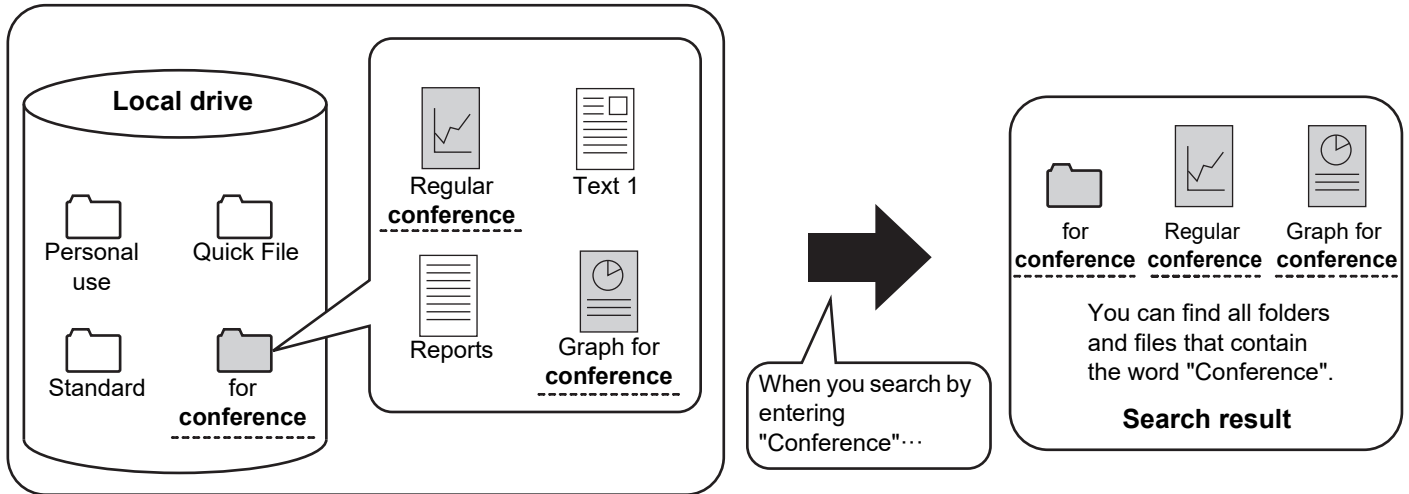 Local drive
Personal
use
Quick File
Standard
for
conference
Regular
conference
Text 1
Reports
Graph for
conference
When you search by
entering
"Conference"···
for
conference
Regular
conference
Graph for
conference
You can find all folders
and files that contain
the word "Conference".
Search result